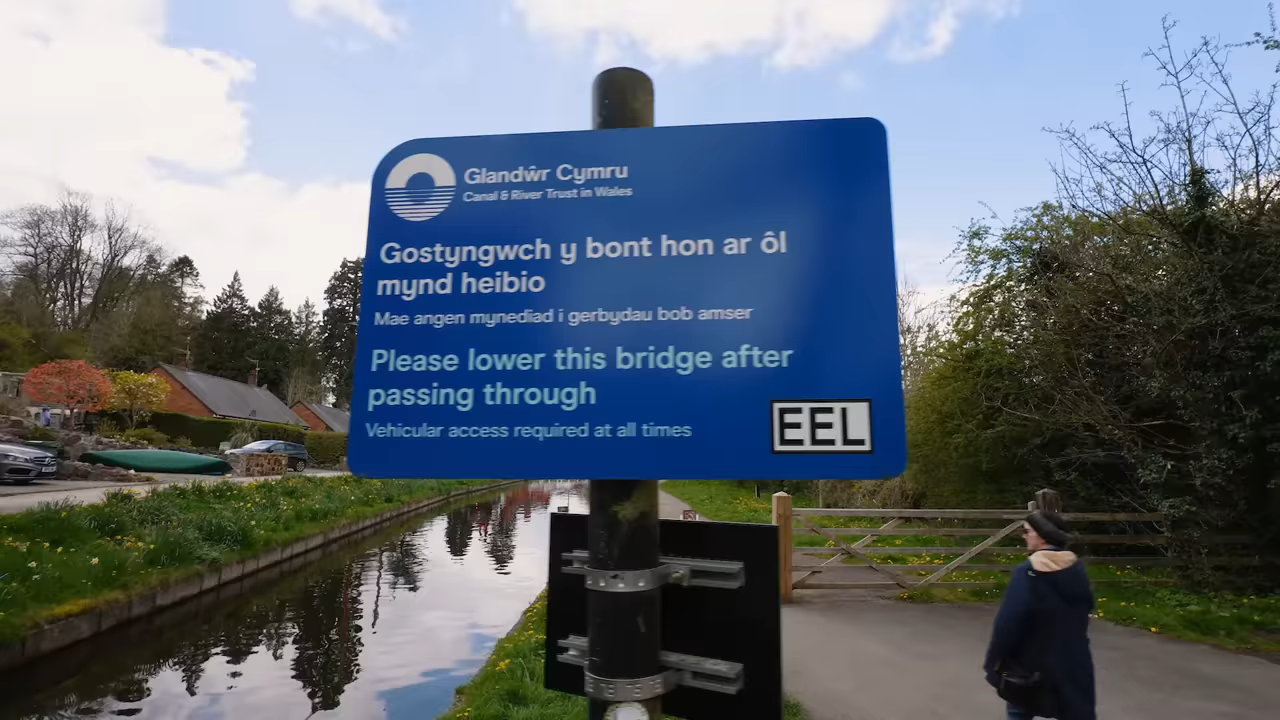 Glandŵr Cymru
Canal & River Trust in Wales
Gostyngwch y bont hon ar ôl
mynd heibio
Mae angen mynediad i gerbydau bob amser
Please lower this bridge after
passing through
Vehicular access required at all times
EEL